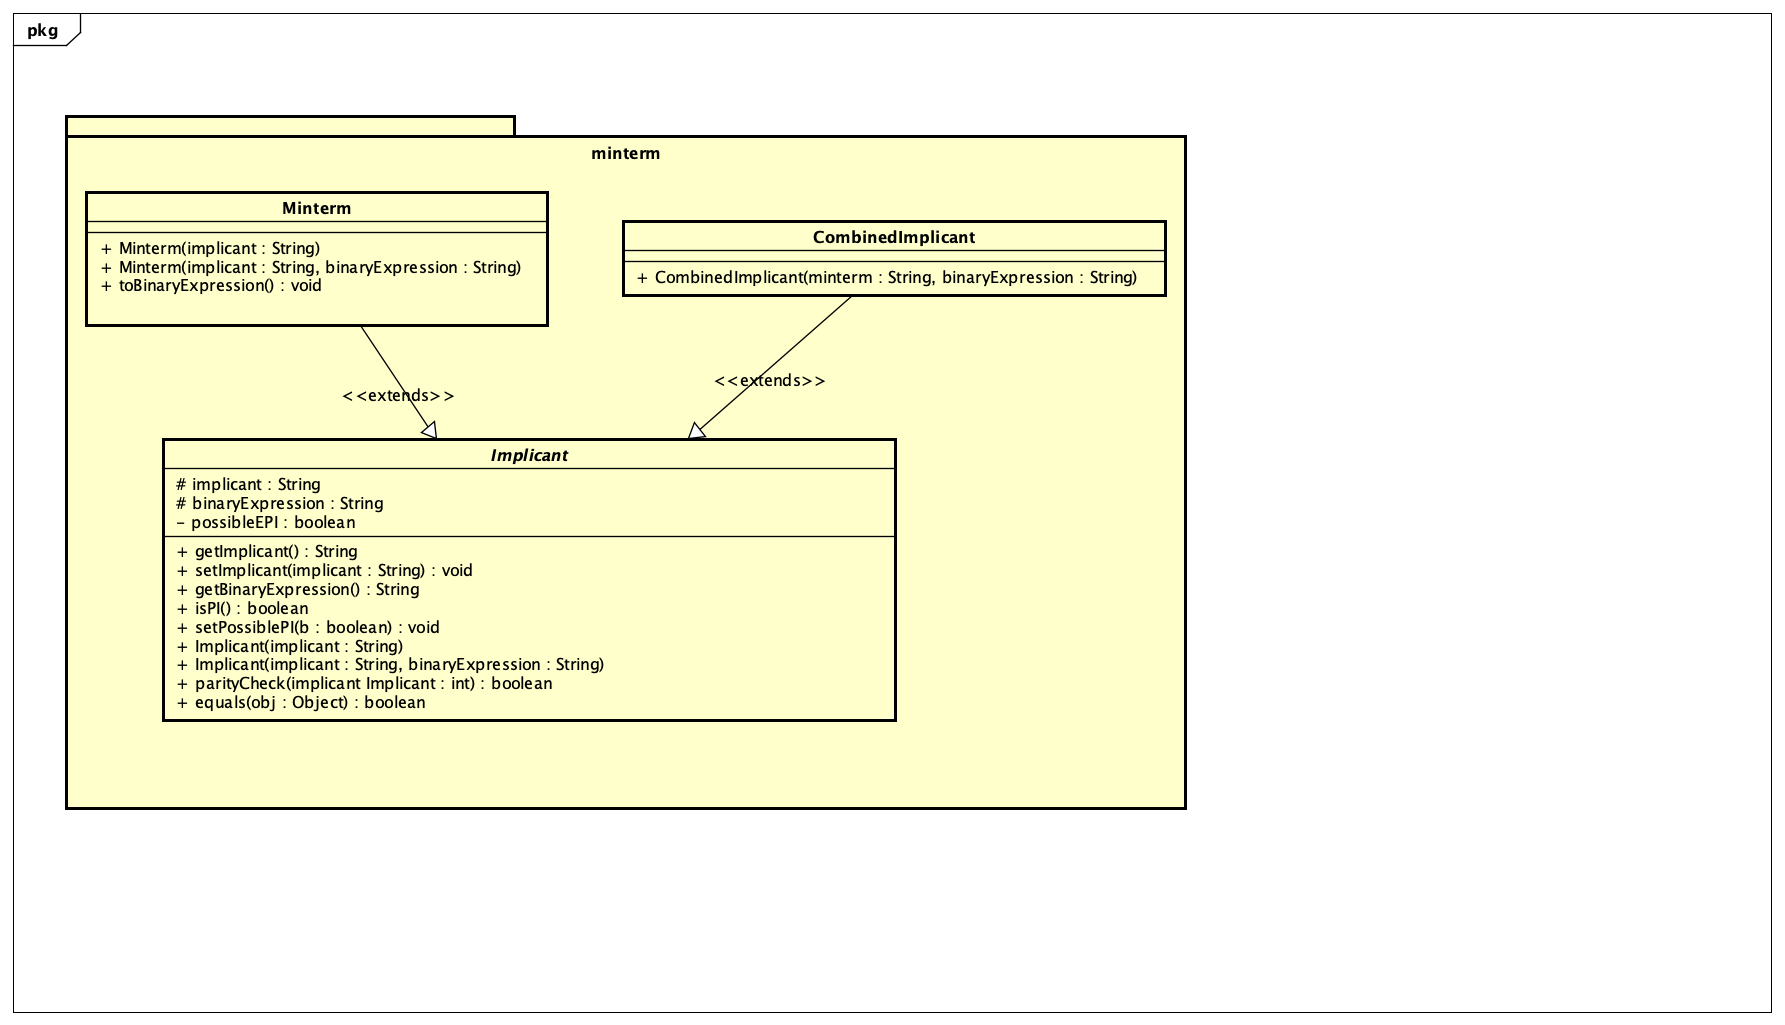 pkg
minterm
Minterm
+ Minterm(implicant : String)
+ Minterm(implicant : String, binaryExpression : String)
+ toBinaryExpression() : void
CombinedImplicant
+ CombinedImplicant(minterm : String, binaryExpression : String)
<<extends>>
<<extends>>
Implicant
# implicant : String
# binaryExpression : String
- possibleEPI : boolean
+ getImplicant() : String
+ setImplicant(implicant : String) : void
+ getBinaryExpression() : String
+ isPI() : boolean
+ setPossiblePI(b : boolean) : void
+ Implicant(implicant : String)
+ Implicant(implicant : String, binaryExpression : String)
+ parityCheck(implicant Implicant : int) : boolean
+ equals(obj : Object) : boolean